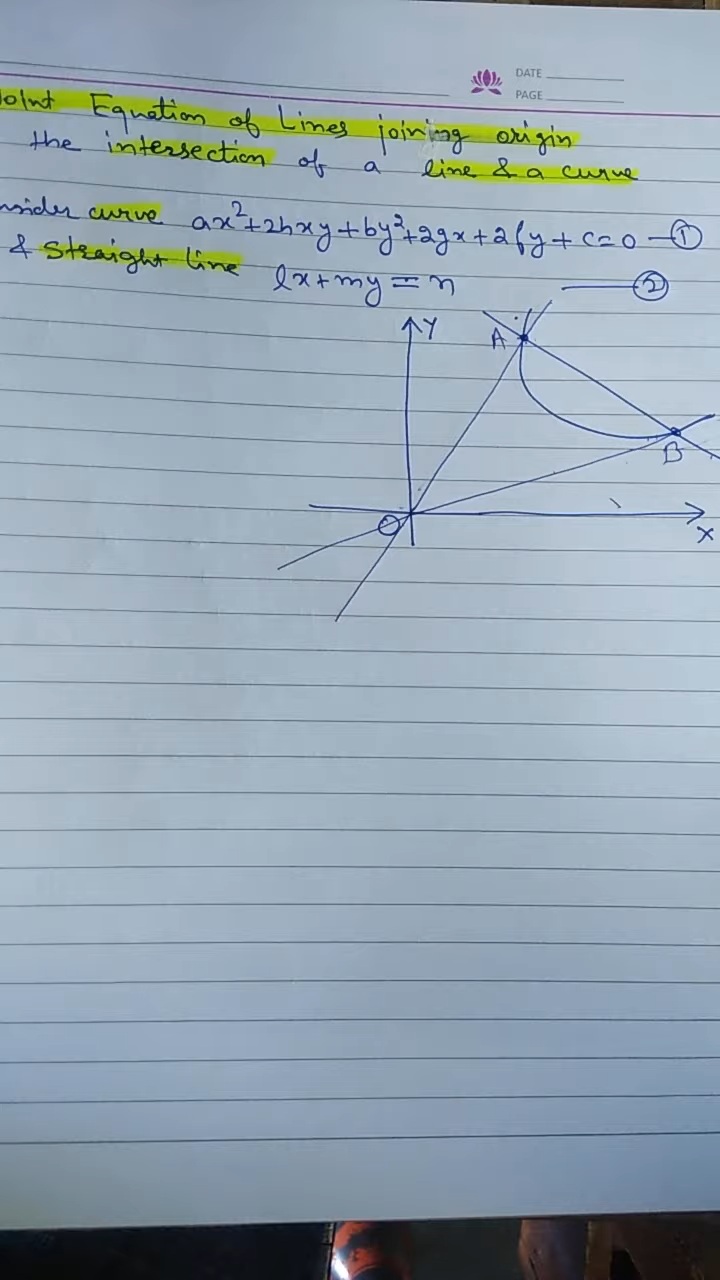 DATE
PAGE
oint Equation of Lines joining origin
the intersection of a line & a curve
nsider curve ax²+2hxy+by²+2gx+2fy+c=0 —①
& straight line lx+my=n —②
Y
A
B
O
X